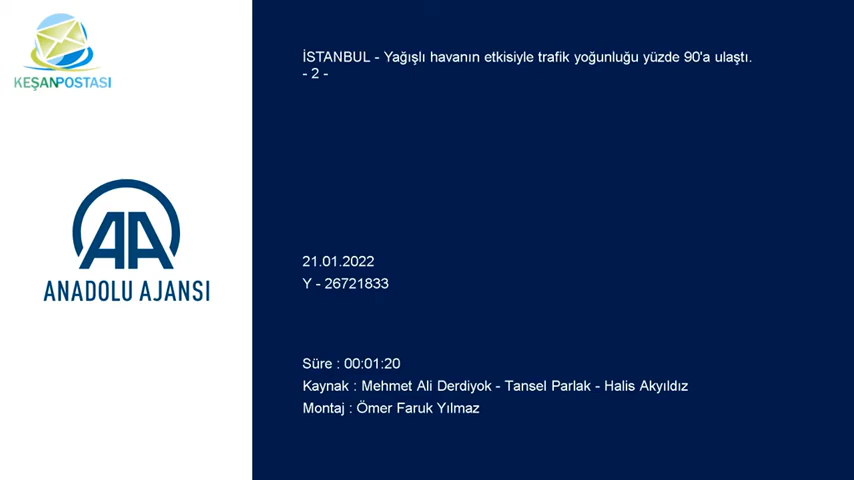 KEŞANPOSTASI
AA
ANADOLU AJANSI
İSTANBUL - Yağışlı havanın etkisiyle trafik yoğunluğu yüzde 90'a ulaştı.
- 2 -
21.01.2022
Y - 26721833
Süre : 00:01:20
Kaynak : Mehmet Ali Derdiyok - Tansel Parlak - Halis Akyıldız
Montaj : Ömer Faruk Yılmaz